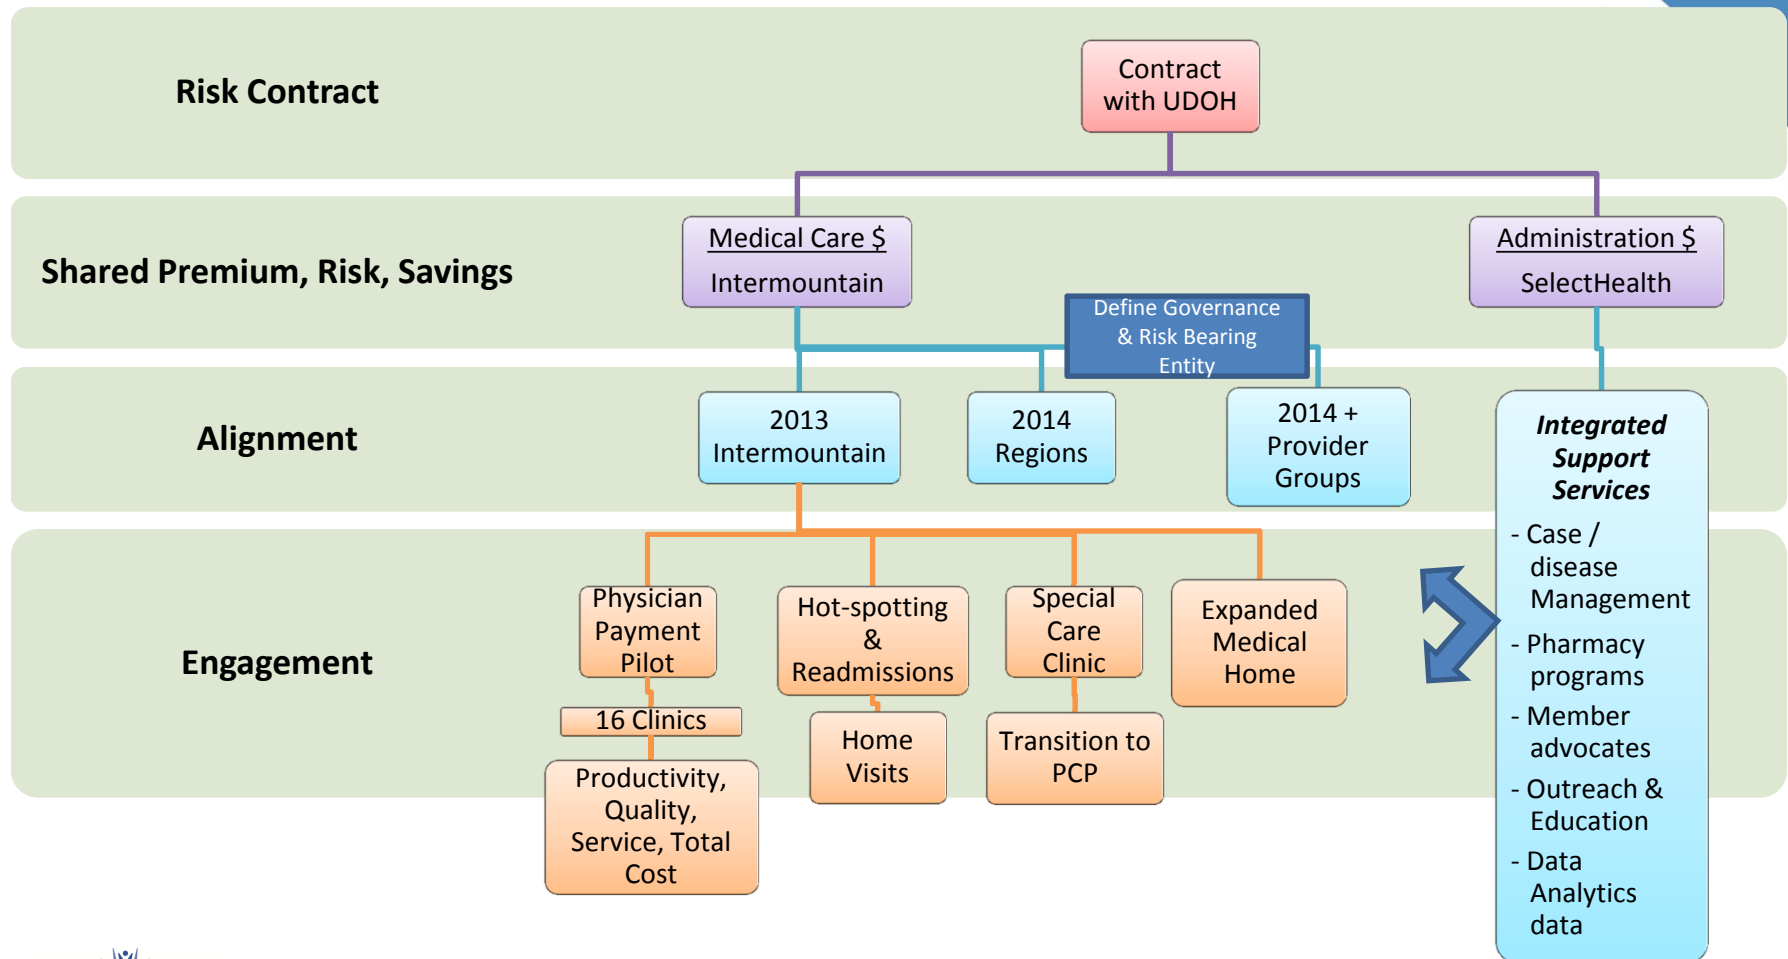 Risk Contract
Contract
with UDOH
Shared Premium, Risk, Savings
Medical Care $
Intermountain
Administration $
SelectHealth
Define Governance
& Risk Bearing
Entity
Alignment
2013
Intermountain
2014
Regions
2014 +
Provider
Groups
Integrated
Support
Services
- Case /
disease
Management
- Pharmacy
programs
- Member
advocates
- Outreach &
Education
- Data
Analytics
data
Engagement
Physician
Payment
Pilot
16 Clinics
Productivity,
Quality,
Service, Total
Cost
Hot-spotting
&
Readmissions
Home
Visits
Special
Care
Clinic
Transition to
PCP
Expanded
Medical
Home